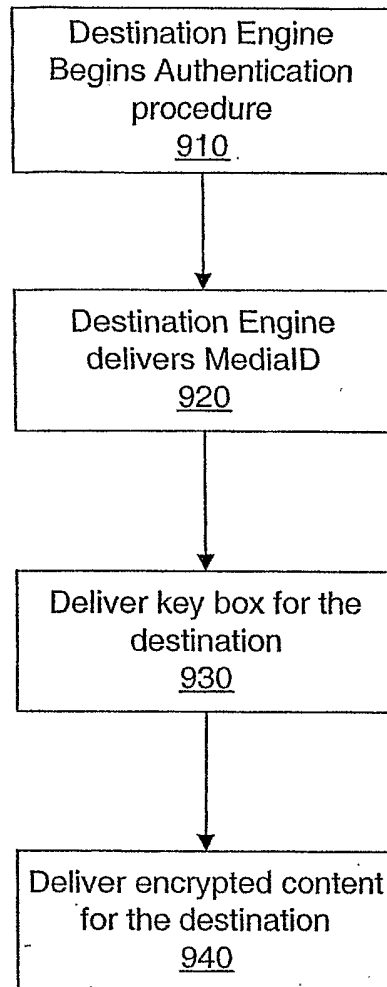 Destination Engine
Begins Authentication
procedure
910
Destination Engine
delivers MediaID
920
Deliver key box for the
destination
930
Deliver encrypted content
for the destination
940